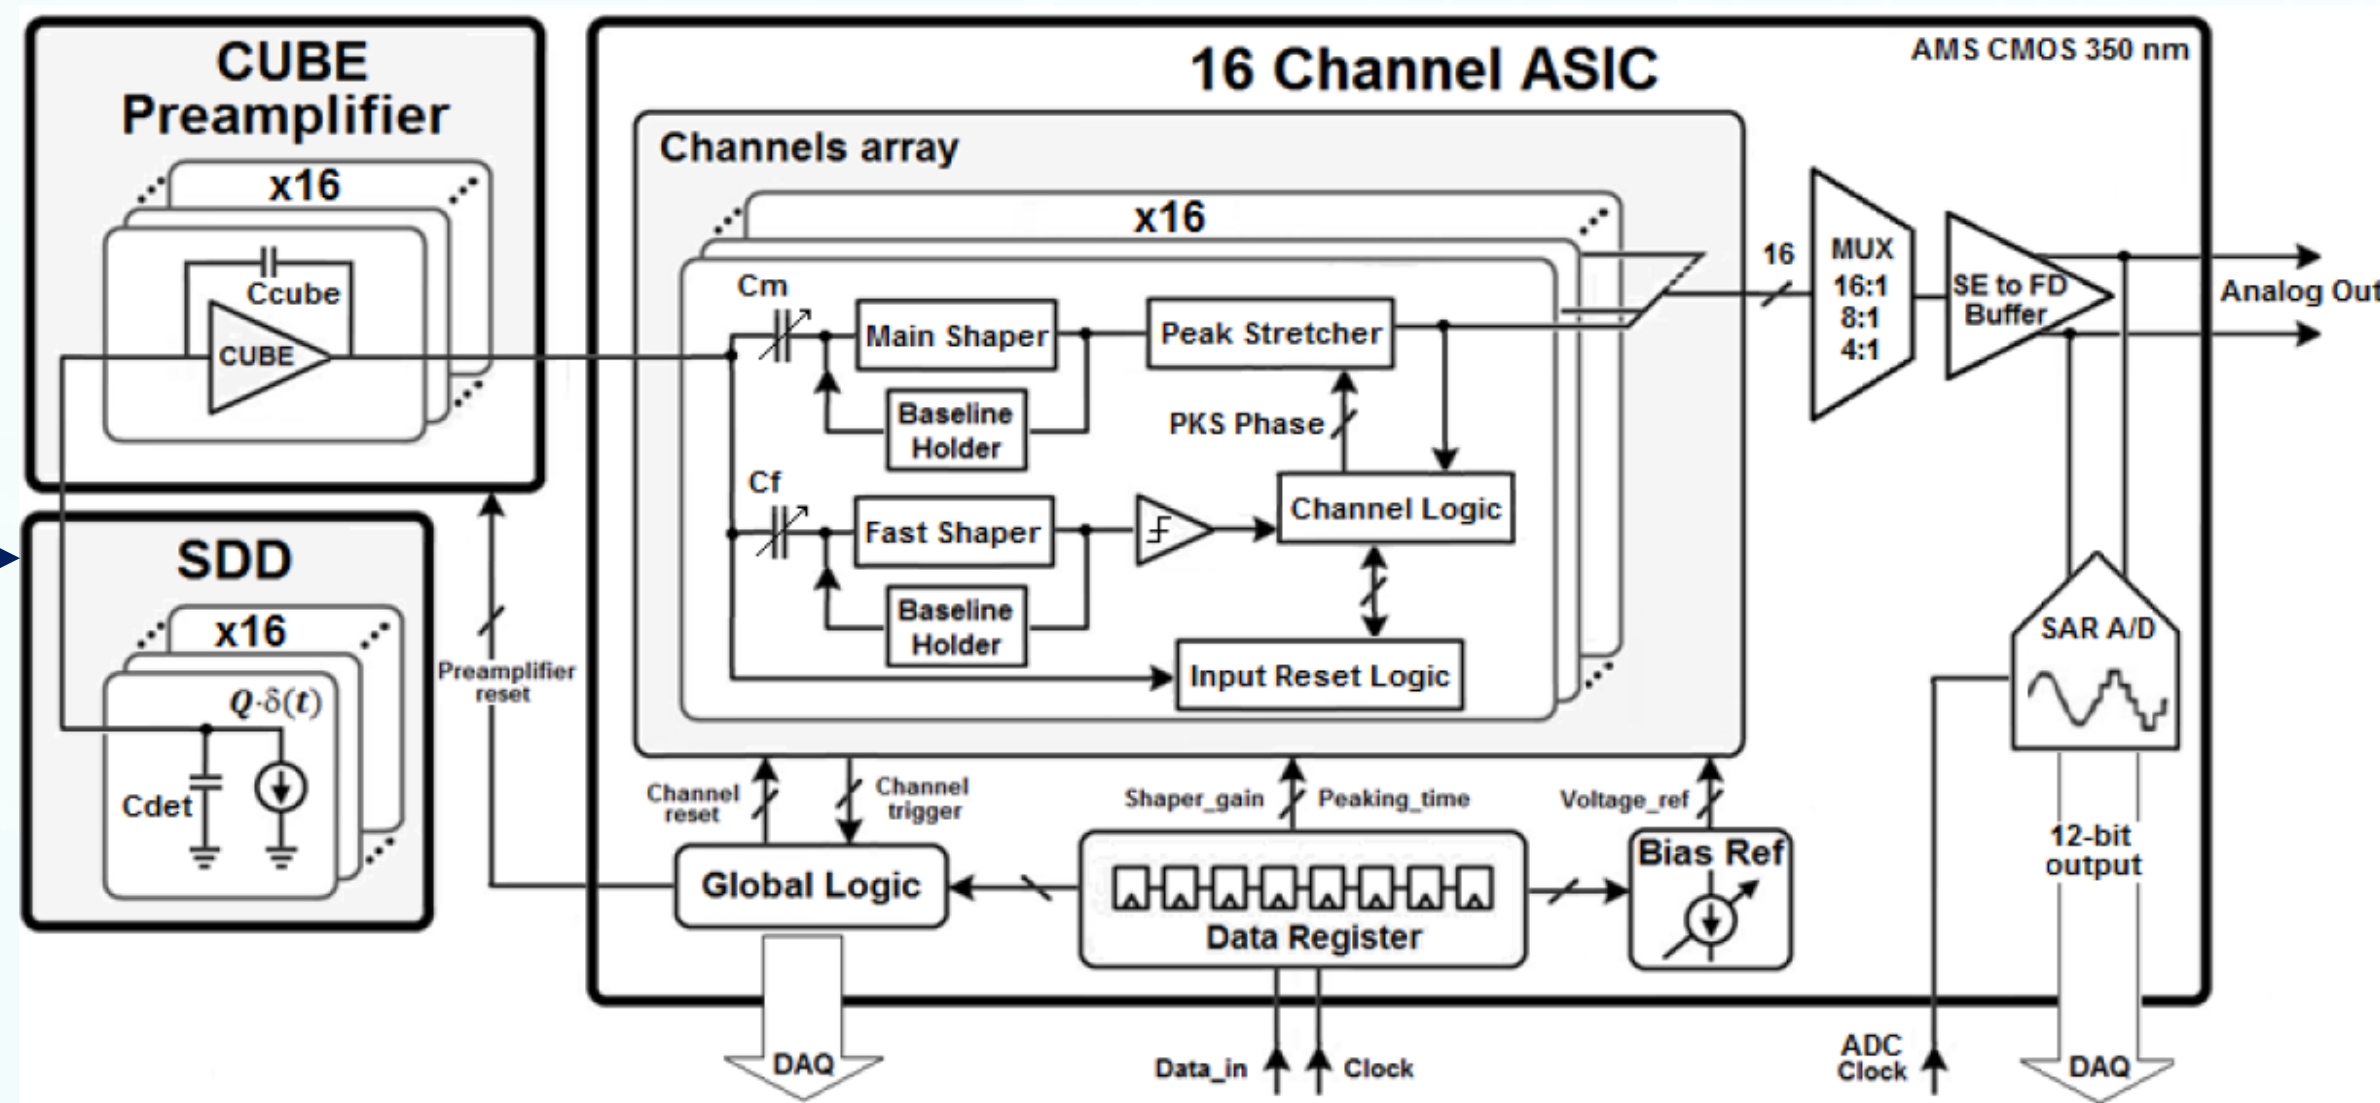 CUBE
Preamplifier
x16
Ccube
CUBE
SDD
x16
Q·δ(t)
Cdet
Preamplifier
reset
16 Channel ASIC
AMS CMOS 350 nm
Channels array
x16
Cm
Main Shaper
Peak Stretcher
Baseline
Holder
PKS Phase
Cf
Fast Shaper
Channel Logic
Baseline
Holder
Input Reset Logic
16
MUX
16:1
8:1
4:1
SE to FD
Buffer
Analog Out
SAR A/D
12-bit
output
Channel
reset
Channel
trigger
Shaper_gain
Peaking_time
Voltage_ref
Global Logic
Data Register
Bias Ref
DAQ
Data_in
Clock
ADC
Clock
DAQ